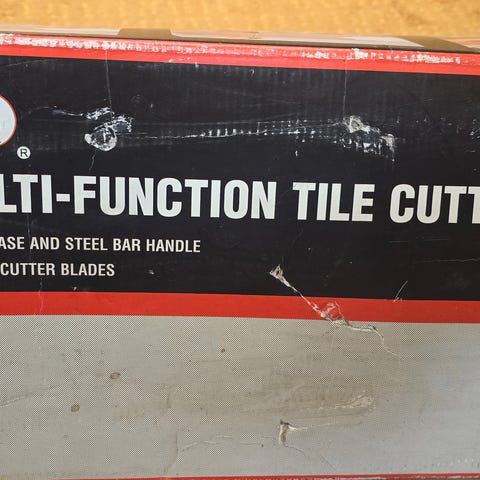 ®
LTI-FUNCTION TILE CUTT
ASE AND STEEL BAR HANDLE
CUTTER BLADES